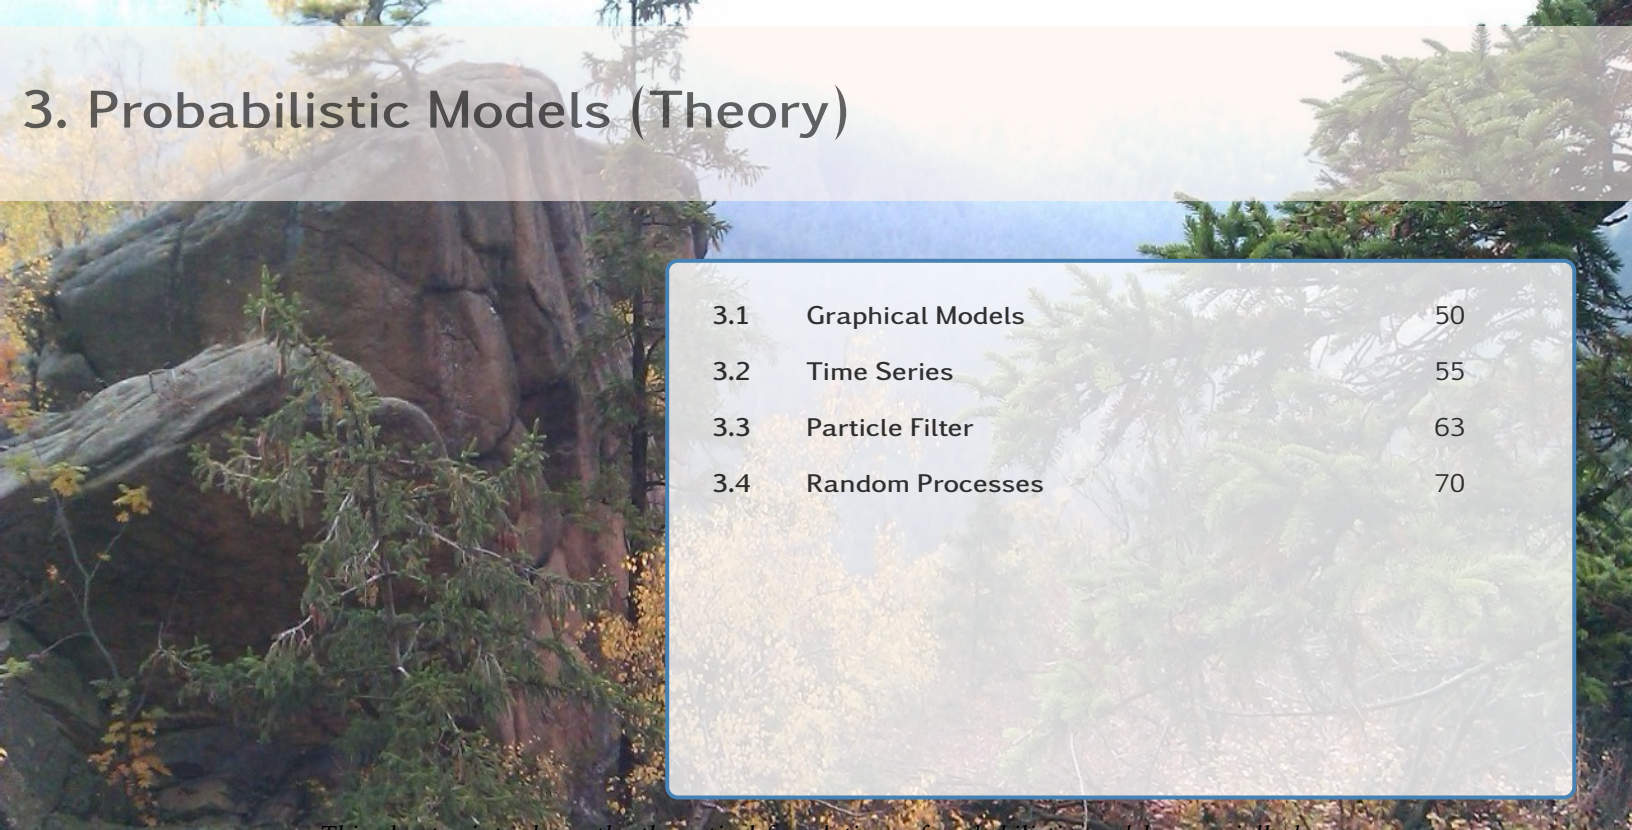 3. Probabilistic Models (Theory)
3.1 Graphical Models 50
3.2 Time Series 55
3.3 Particle Filter 63
3.4 Random Processes 70